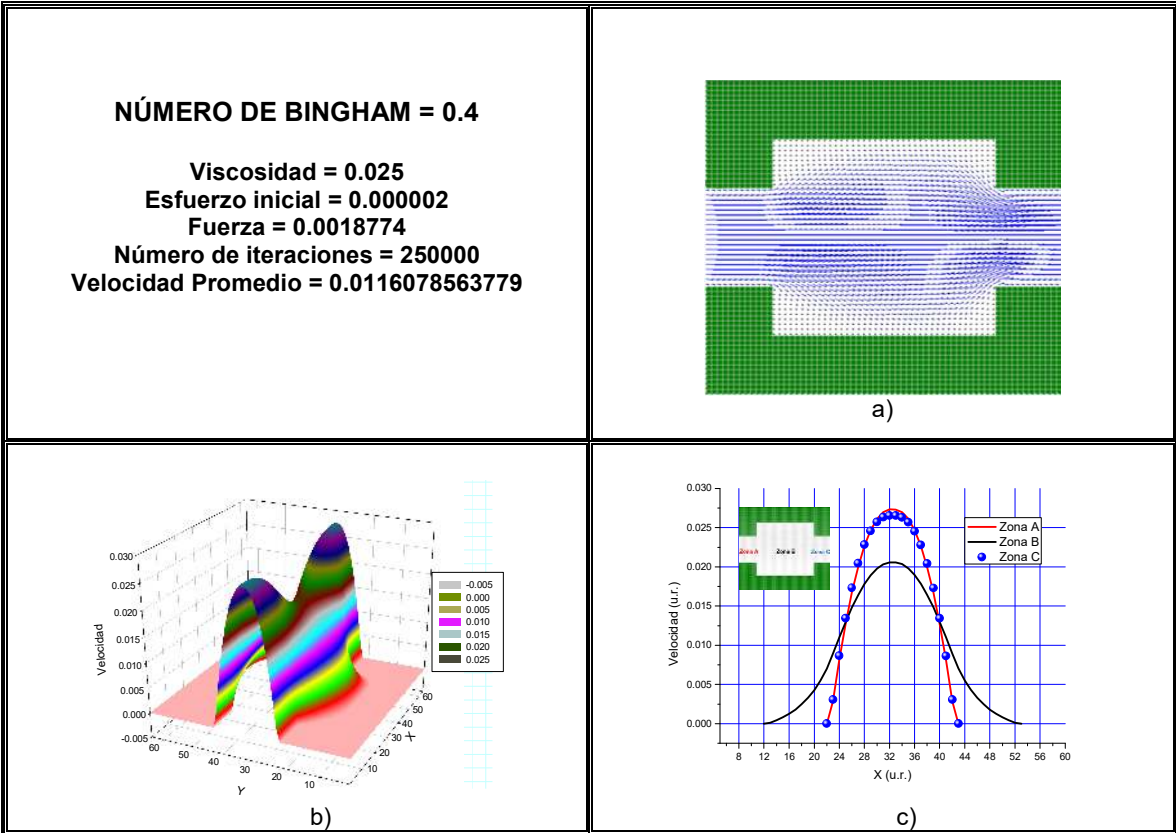 NÚMERO DE BINGHAM = 0.4
Viscosidad = 0.025
Esfuerzo inicial = 0.000002
Fuerza = 0.0018774
Número de iteraciones = 250000
Velocidad Promedio = 0.0116078563779
a)
0.030
0.025
0.020
0.015
0.010
0.005
0.000
-0.005
Velocidad
60
50
40
30
20
10
Y
10
20
30
40
50
60
X
-0.005
0.000
0.005
0.010
0.015
0.020
0.025
b)
0.030
0.025
0.020
0.015
0.010
0.005
0.000
Velocidad (u.r.)
Zona A Zona B Zona C
Zona A
Zona B
Zona C
8 12 16 20 24 28 32 36 40 44 48 52 56 60
X (u.r.)
c)